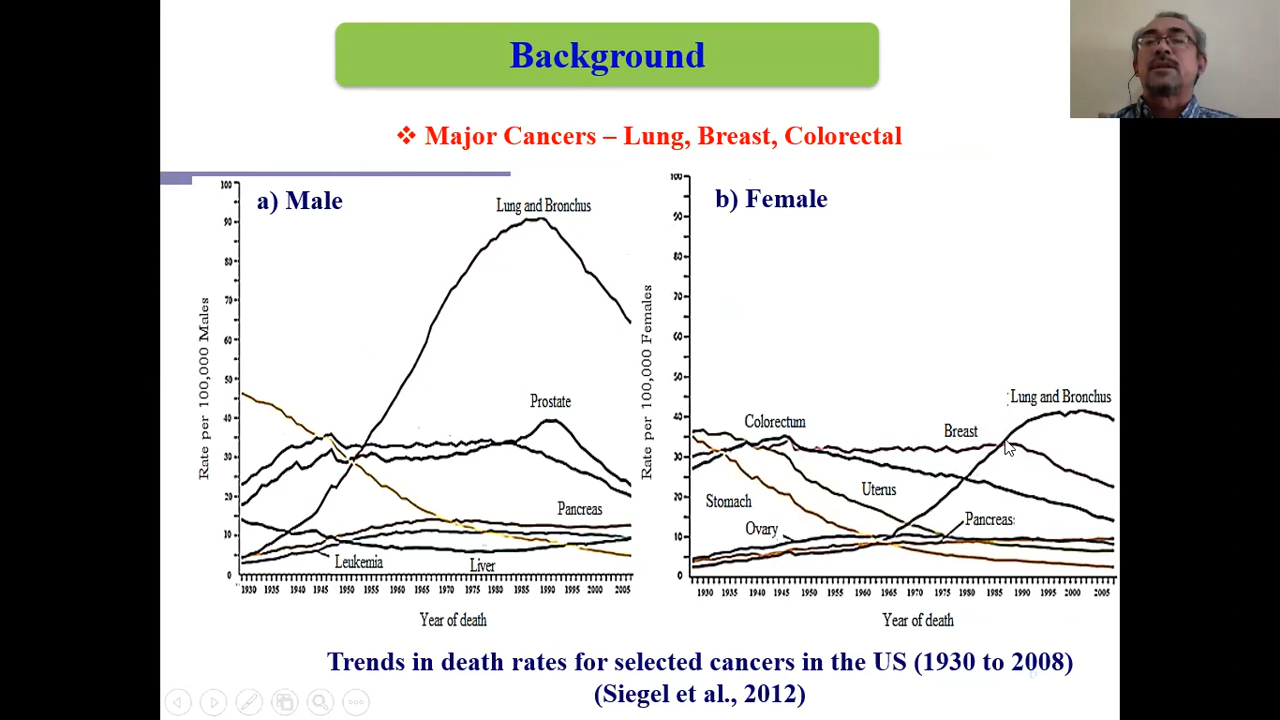 Background
❖ Major Cancers – Lung, Breast, Colorectal
a) Male
Rate per 100,000 Males
100
90
80
70
60
50
40
30
20
10
0
Lung and Bronchus
Prostate
Pancreas
Leukemia
Liver
1930 1935 1940 1945 1950 1955 1960 1965 1970 1975 1980 1985 1990 1995 2000 2005
Year of death
b) Female
Rate per 100,000 Females
100
90
80
70
60
50
40
30
20
10
0
Lung and Bronchus
Colorectum
Breast
Uterus
Stomach
Ovary
Pancreas
1930 1935 1940 1945 1950 1955 1960 1965 1970 1975 1980 1985 1990 1995 2000 2005
Year of death
Trends in death rates for selected cancers in the US (1930 to 2008)
(Siegel et al., 2012)